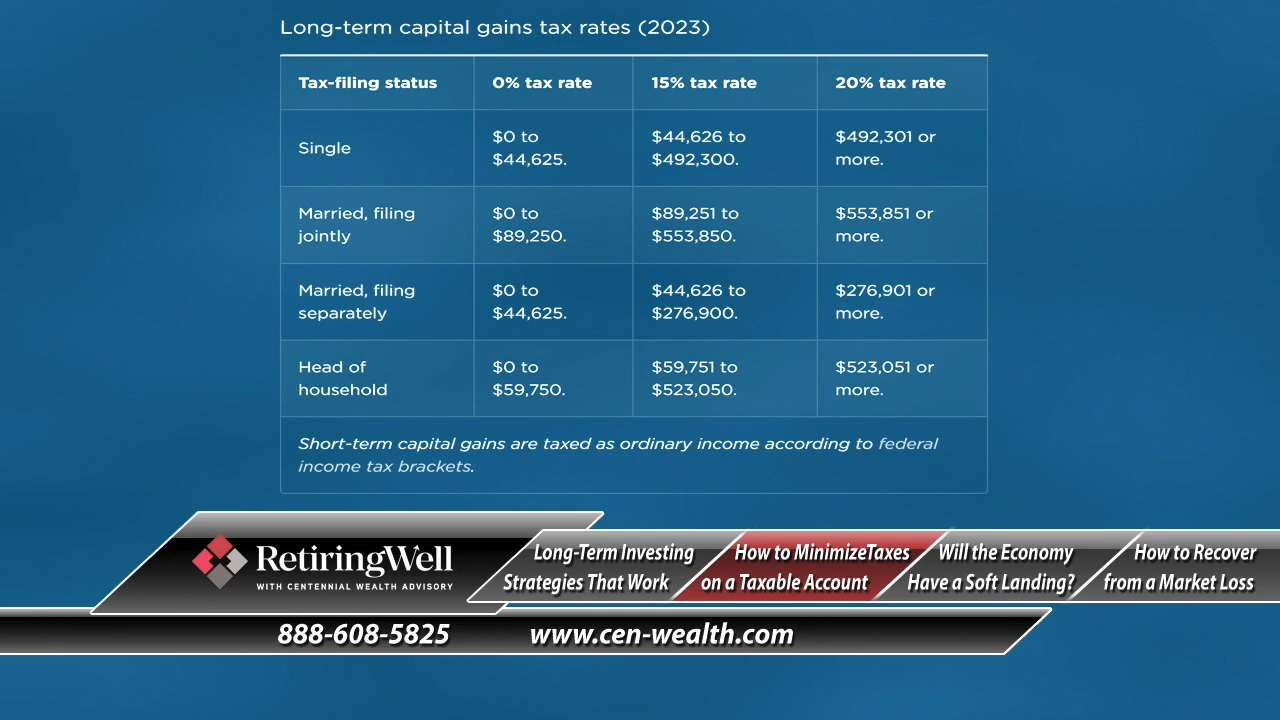 Long-term capital gains tax rates (2023)
Tax-filing status
0% tax rate
15% tax rate
20% tax rate
Single
$0 to
$44,625.
$44,626 to
$492,300.
$492,301 or
more.
Married, filing
jointly
$0 to
$89,250.
$89,251 to
$553,850.
$553,851 or
more.
Married, filing
separately
$0 to
$44,625.
$44,626 to
$276,900.
$276,901 or
more.
Head of
household
$0 to
$59,750.
$59,751 to
$523,050.
$523,051 or
more.
Short-term capital gains are taxed as ordinary income according to federal
income tax brackets.
RetiringWell
WITH CENTENNIAL WEALTH ADVISORY
Long-Term Investing
Strategies That Work
How to MinimizeTaxes
on a Taxable Account
Will the Economy
Have a Soft Landing?
How to Recover
from a Market Loss
888-608-5825
www.cen-wealth.com